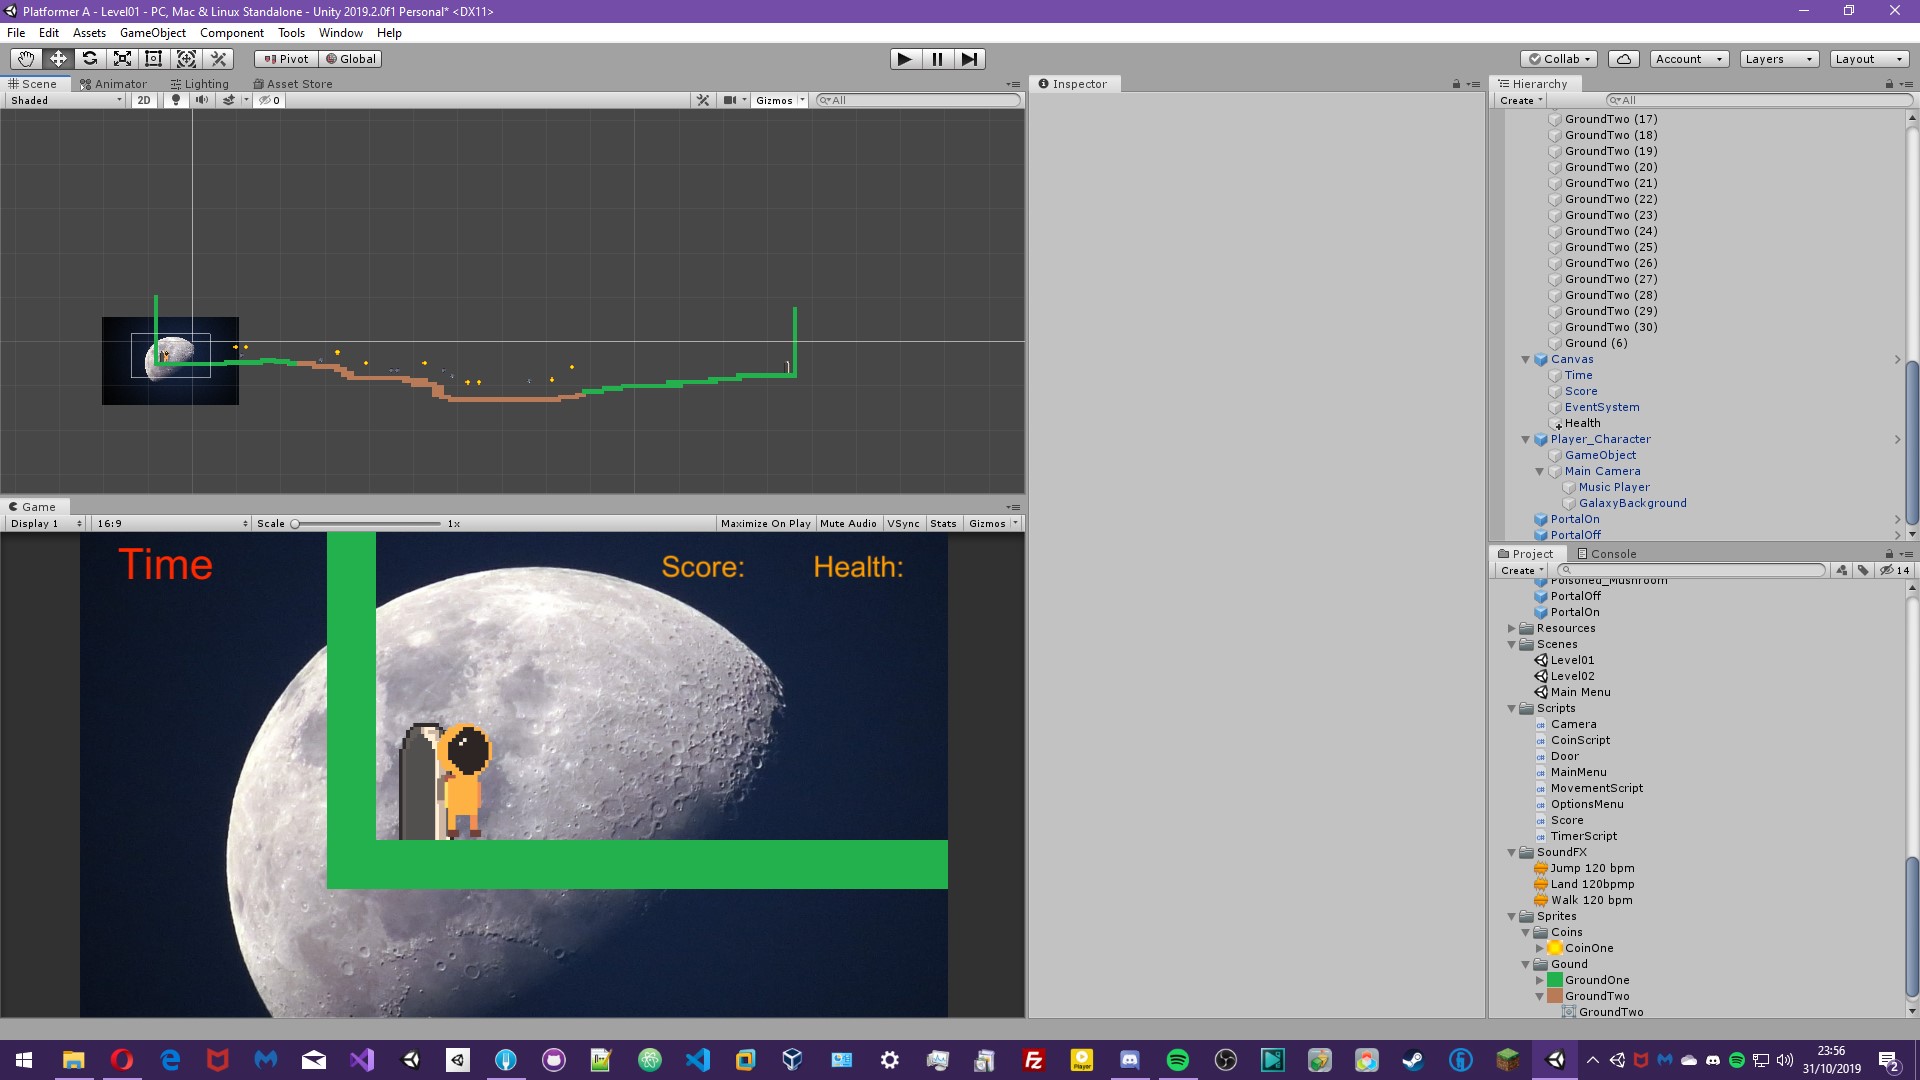 Platformer A - Level01 - PC, Mac & Linux Standalone - Unity 2019.2.0f1 Personal* <DX11>
File Edit Assets GameObject Component Tools Window Help
Pivot Global Collab Account Layers Layout
Scene Animator Lighting Asset Store
Shaded 2D 0 Gizmos All
Inspector
Hierarchy
Create All
GroundTwo (17)
GroundTwo (18)
GroundTwo (19)
GroundTwo (20)
GroundTwo (21)
GroundTwo (22)
GroundTwo (23)
GroundTwo (24)
GroundTwo (25)
GroundTwo (26)
GroundTwo (27)
GroundTwo (28)
GroundTwo (29)
GroundTwo (30)
Ground (6)
Canvas
Time
Score
EventSystem
Health
Player_Character
GameObject
Main Camera
Music Player
GalaxyBackground
PortalOn
PortalOff
Game
Display 1 16:9 Scale 1x Maximize On Play Mute Audio VSync Stats Gizmos
Time Score: Health:
Project Console
Create 14
Poisoned_Mushroom
PortalOff
PortalOn
Resources
Scenes
Level01
Level02
Main Menu
Scripts
Camera
CoinScript
Door
MainMenu
MovementScript
OptionsMenu
Score
TimerScript
SoundFX
Jump 120 bpm
Land 120bpmp
Walk 120 bpm
Sprites
Coins
CoinOne
Gound
GroundOne
GroundTwo
GroundTwo
23:56
31/10/2019
2